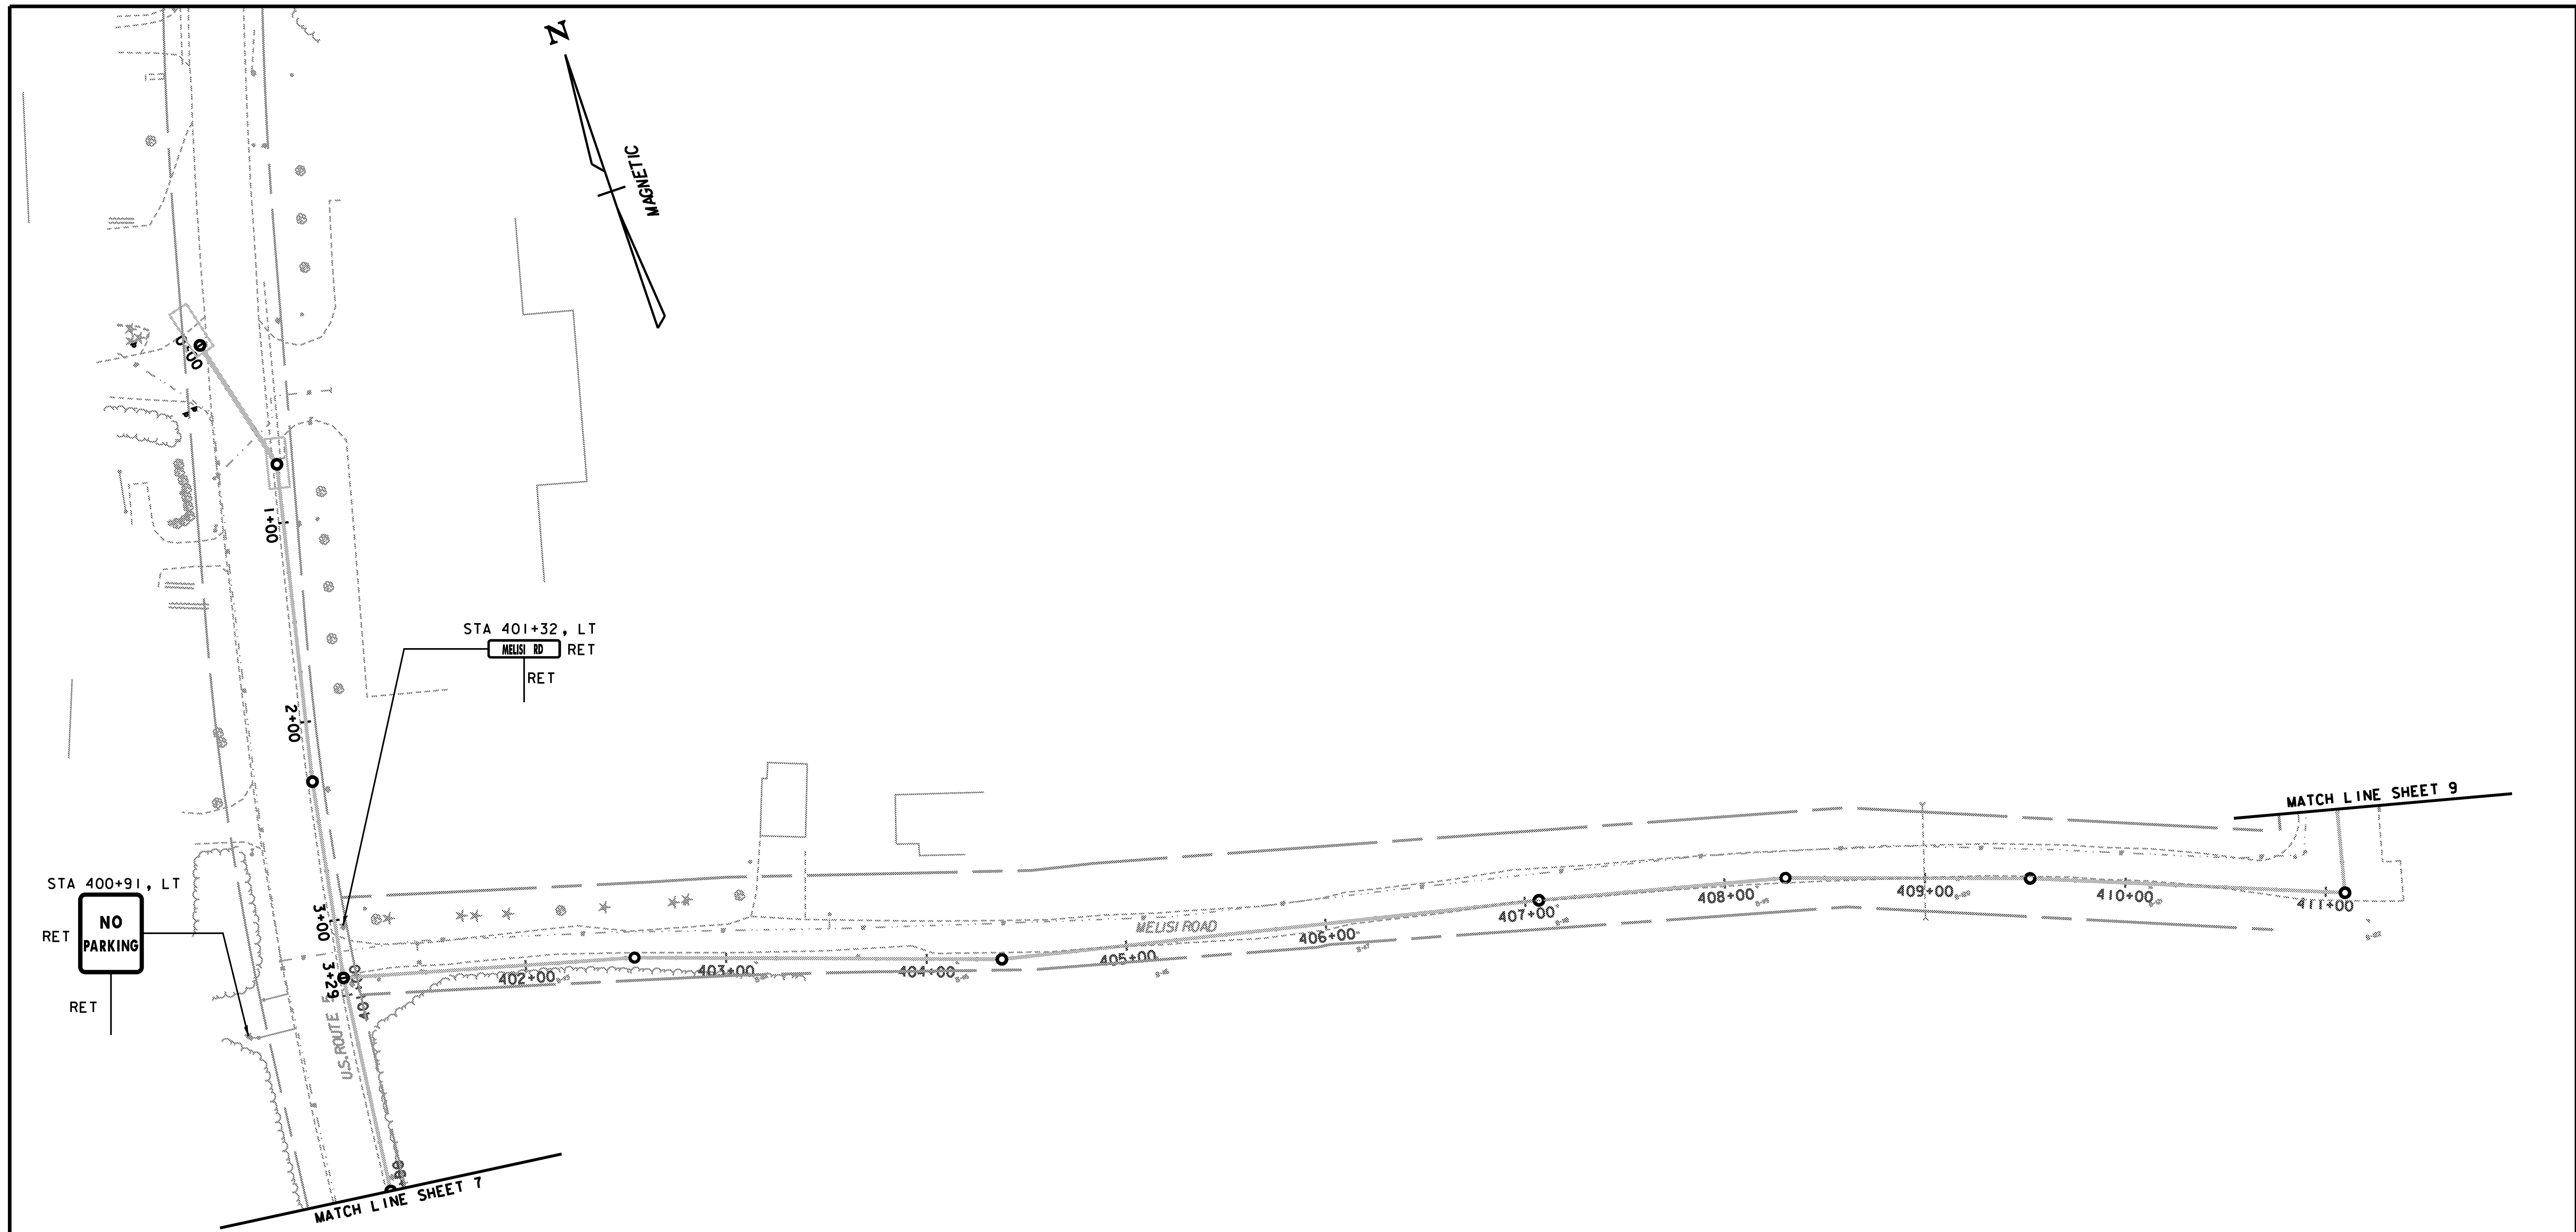 N
MAGNETIC
0+00
1+00
STA 401+32, LT
MELISI RD RET
RET
2+00
MATCH LINE SHEET 9
STA 400+91, LT
NO
PARKING
RET
RET
3+00
3+29
MELISI ROAD
402+00
403+00
404+00
405+00
406+00
407+00
408+00
409+00
410+00
411+00
U.S. ROUTE
MATCH LINE SHEET 7